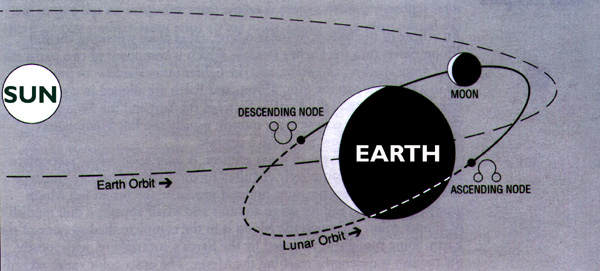 SUN
DESCENDING NODE
MOON
EARTH
Earth Orbit →
ASCENDING NODE
Lunar Orbit →